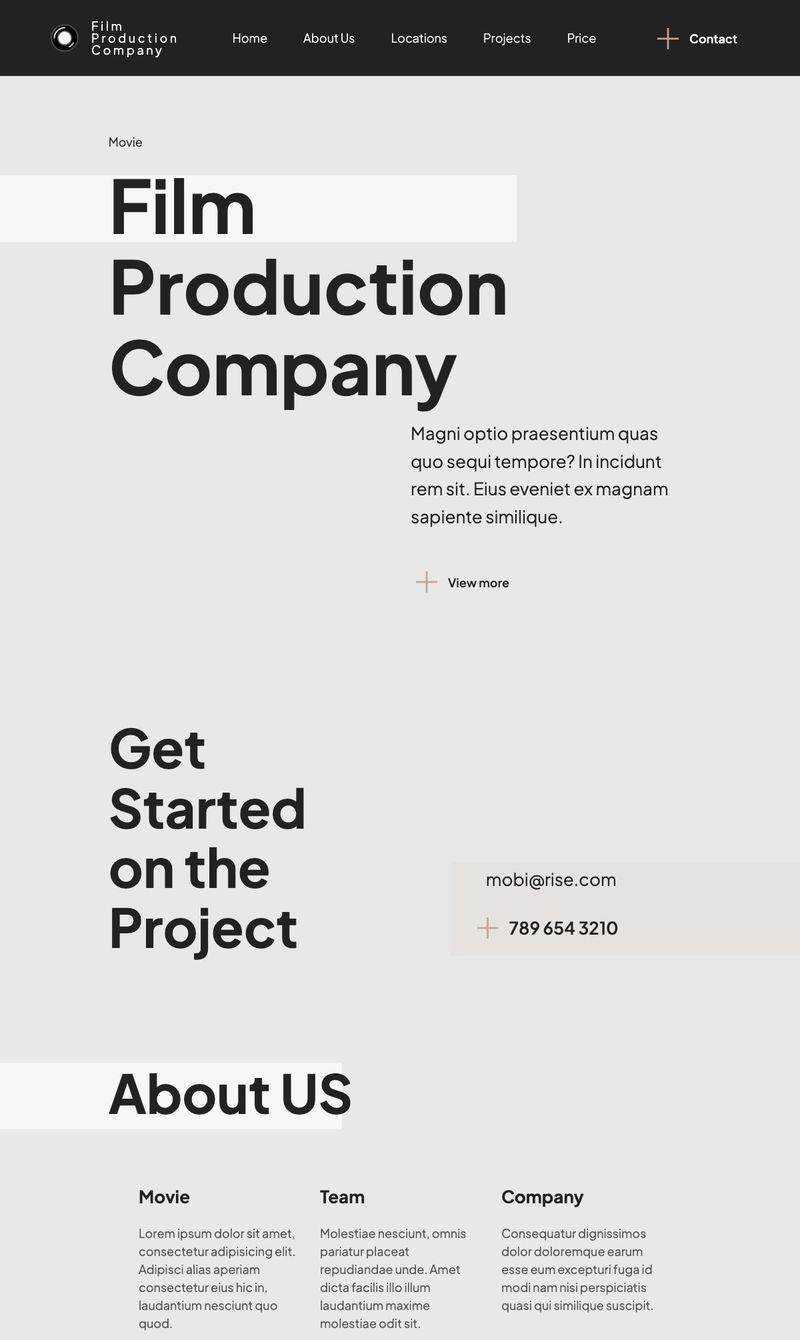 Film
Production
Company
Home
About Us
Locations
Projects
Price
Contact
Movie
Film
Production
Company
Magni optio praesentium quas
quo sequi tempore? In incidunt
rem sit. Eius eveniet ex magnam
sapiente similique.
View more
Get
Started
on the
Project
mobi@rise.com
789 654 3210
About US
Movie
Lorem ipsum dolor sit amet,
consectetur adipisicing elit.
Adipisci alias aperiam
consectetur eius hic in,
laudantium nesciunt quo
quod.
Team
Molestiae nesciunt, omnis
pariatur placeat
repudiandae unde. Amet
dicta facilis illo illum
laudantium maxime
molestiae odit sit.
Company
Consequatur dignissimos
dolor doloremque earum
esse eum excepturi fuga id
modi nam nisi perspiciatis
quasi qui similique suscipit.